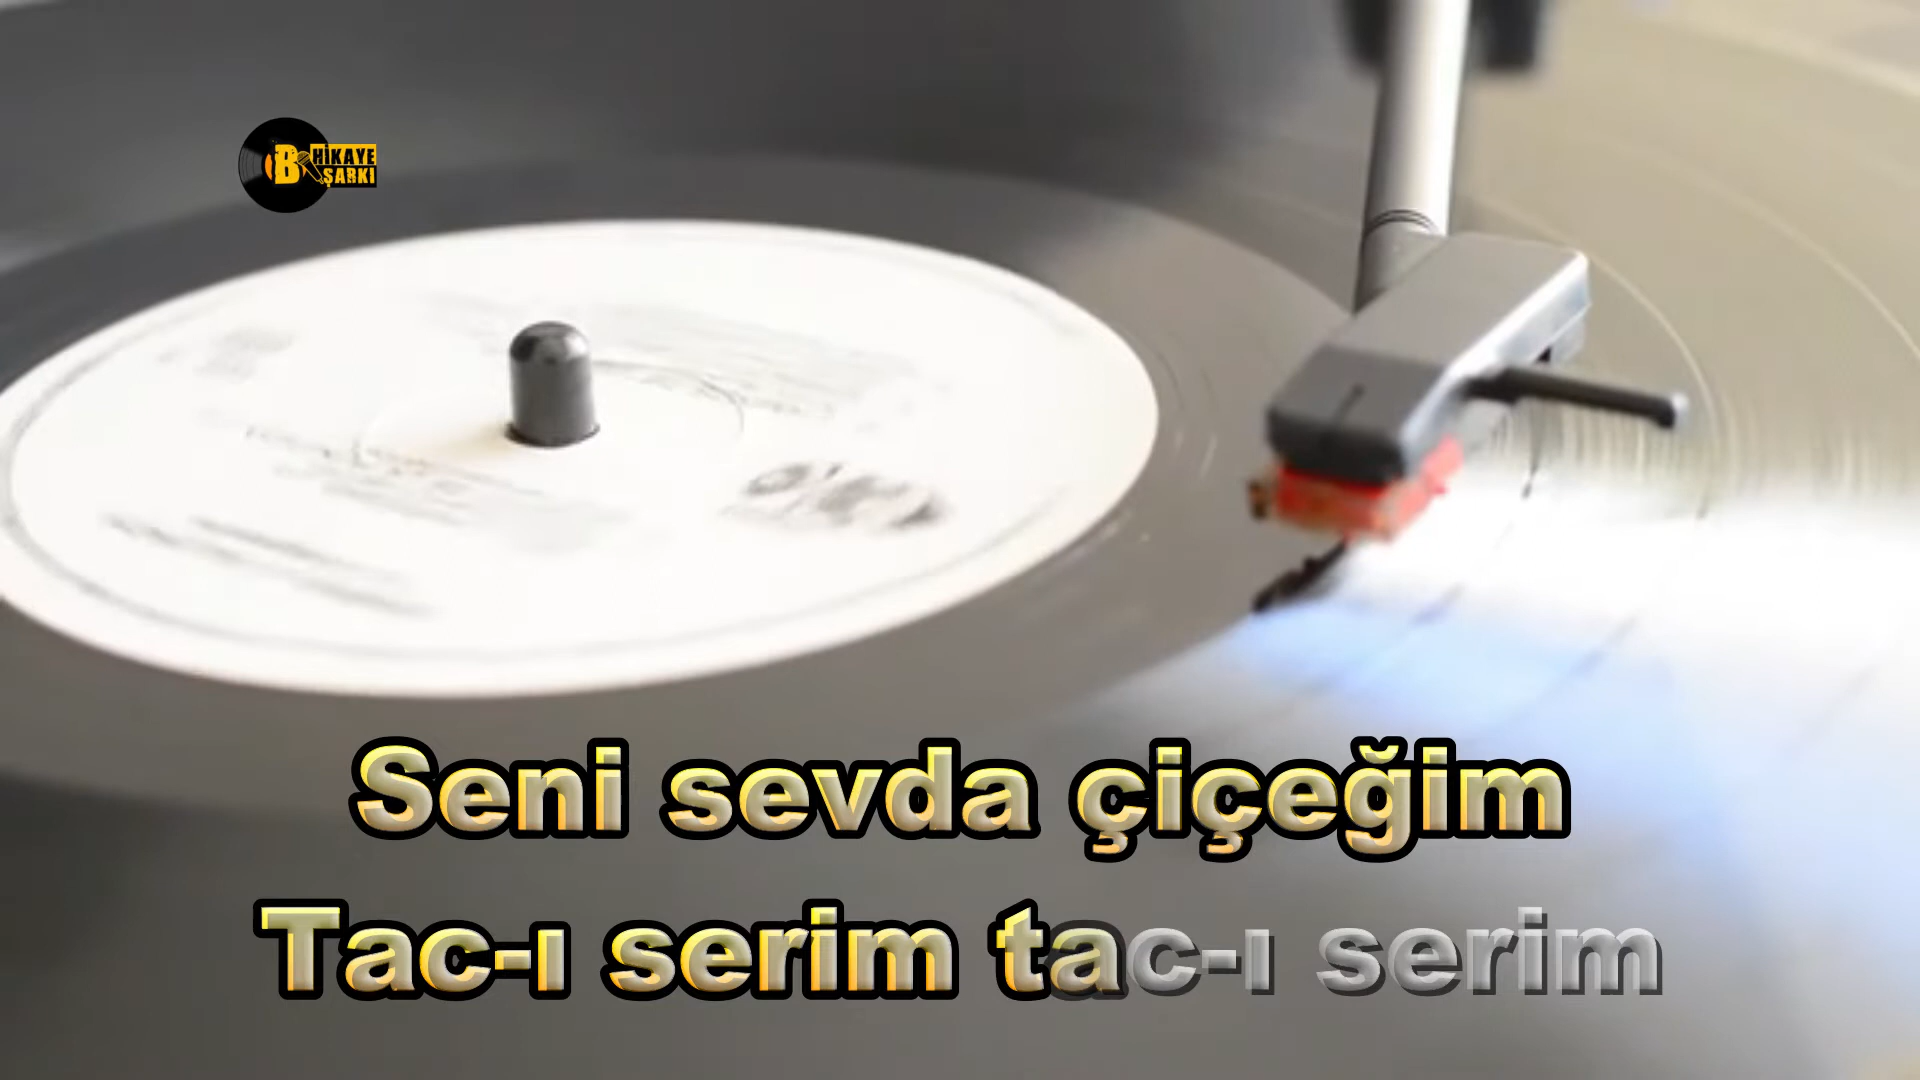 B HİKAYE
ŞARKI
Seni sevda çiçeğim
Tac-ı serim tac-ı serim